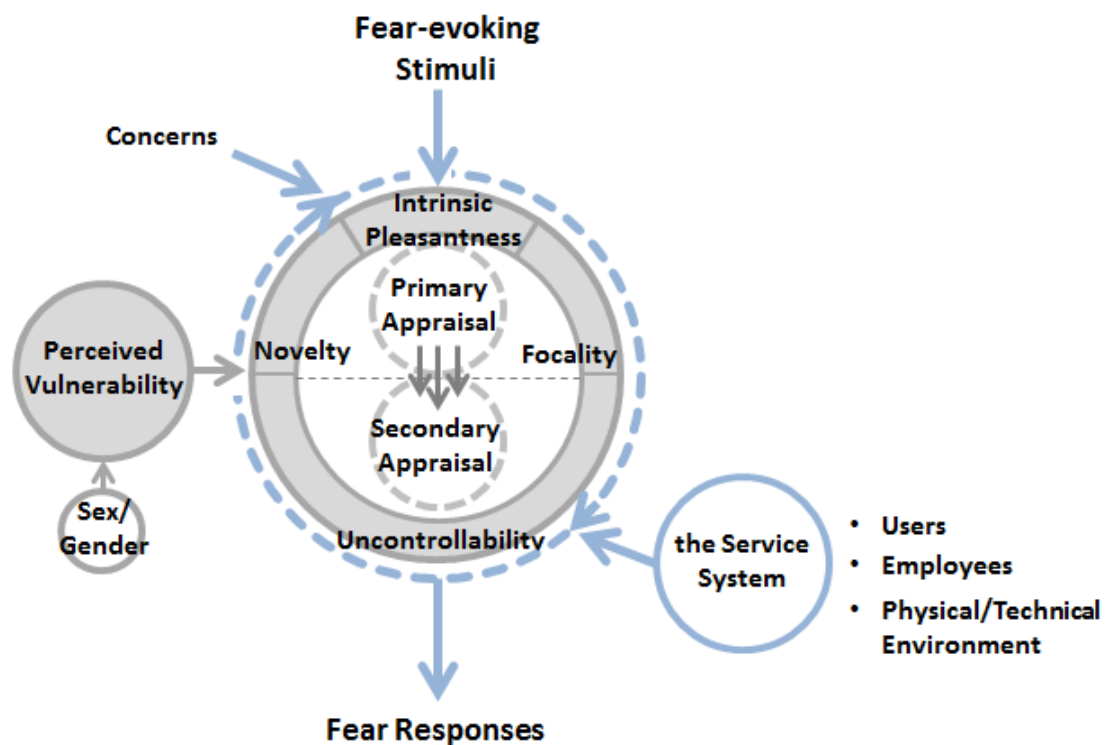 Fear-evoking
Stimuli
Concerns
Intrinsic
Pleasantness
Primary
Appraisal
Perceived
Vulnerability
Novelty
Focality
Secondary
Appraisal
Sex/
Gender
Uncontrollability
the Service
System
• Users
• Employees
• Physical/Technical
Environment
Fear Responses